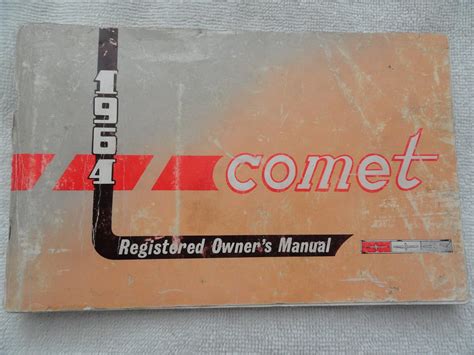 1964
comet
Registered Owner's Manual